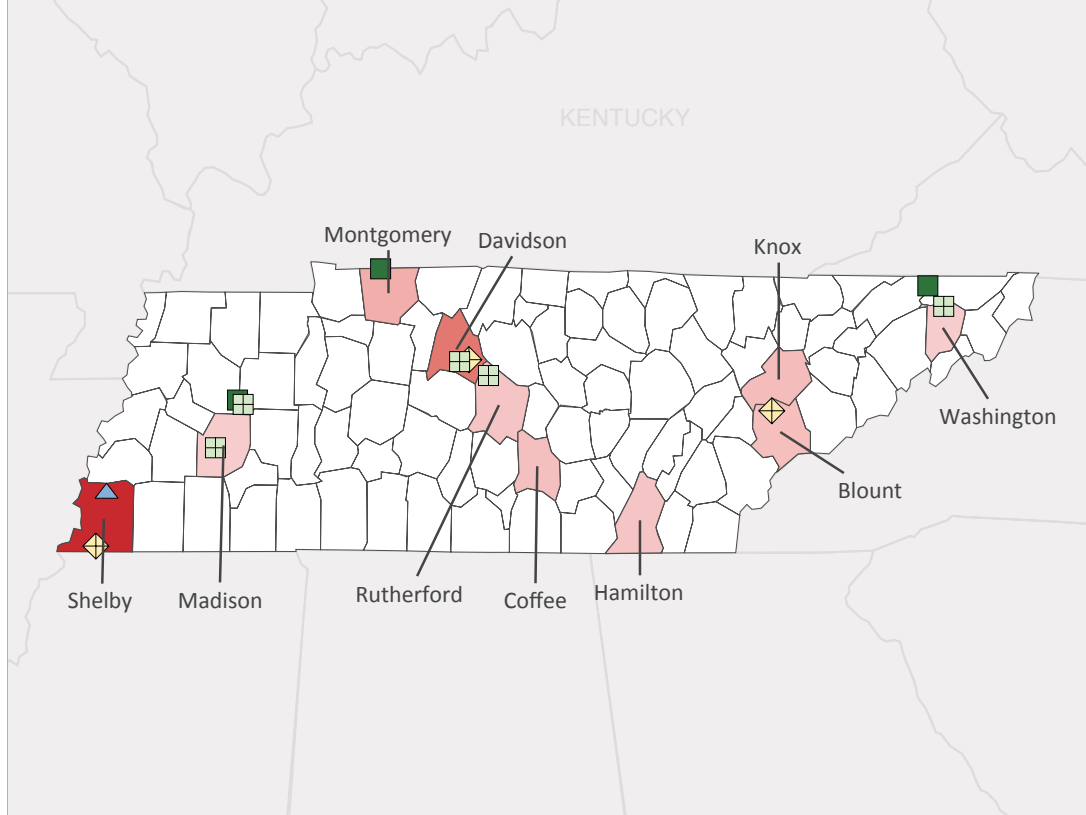 KENTUCKY
Montgomery
Davidson
Knox
Washington
Blount
Shelby
Madison
Rutherford
Coffee
Hamilton